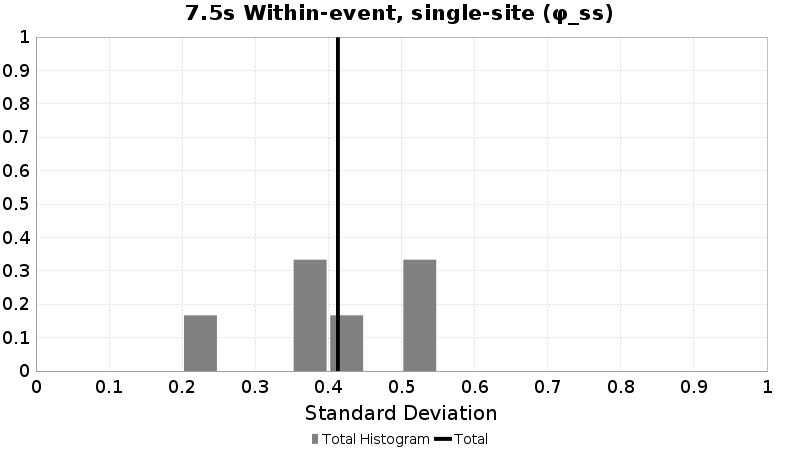 7.5s Within-event, single-site (φ_ss)
1
0.9
0.8
0.7
0.6
0.5
0.4
0.3
0.2
0.1
0
0 0.1 0.2 0.3 0.4 0.5 0.6 0.7 0.8 0.9 1
Standard Deviation
Total Histogram Total